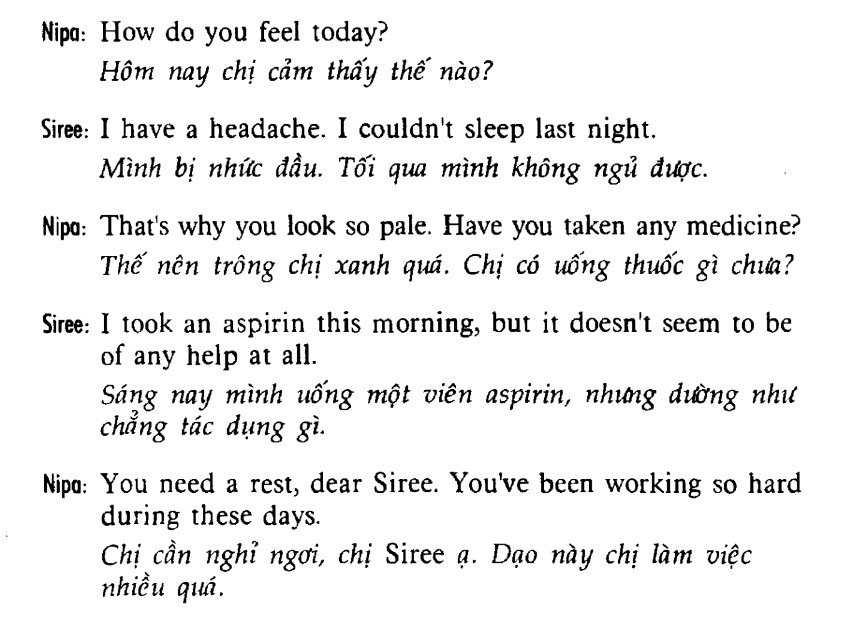 Nipa: How do you feel today?
Hôm nay chị cảm thấy thế nào?
Siree: I have a headache. I couldn't sleep last night.
Mình bị nhức đầu. Tối qua mình không ngủ được.
Nipa: That's why you look so pale. Have you taken any medicine?
Thế nên trông chị xanh quá. Chị có uống thuốc gì chưa?
Siree: I took an aspirin this morning, but it doesn't seem to be
of any help at all.
Sáng nay mình uống một viên aspirin, nhưng dường như
chẳng tác dụng gì.
Nipa: You need a rest, dear Siree. You've been working so hard
during these days.
Chị cần nghỉ ngơi, chị Siree ạ. Dạo này chị làm việc
nhiều quá.